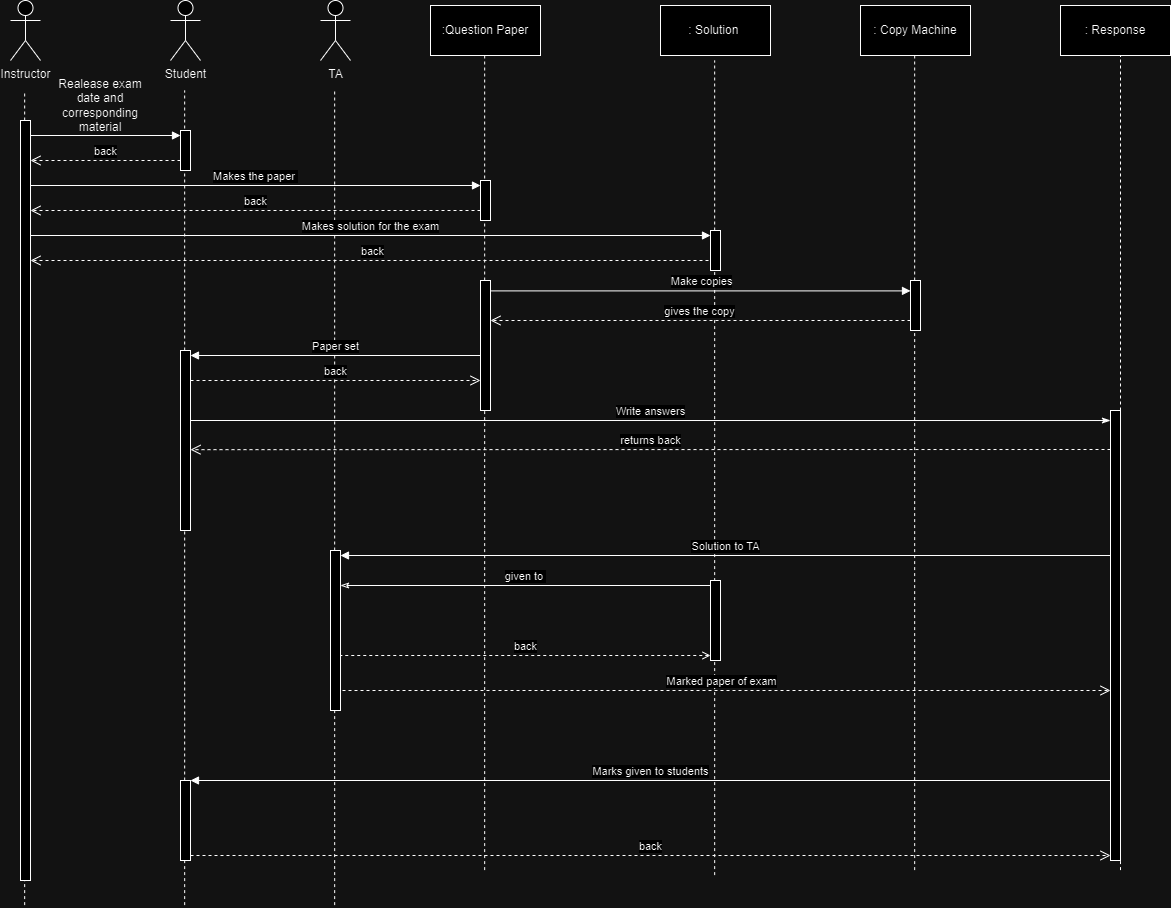 :Question Paper
: Solution
: Copy Machine
: Response
Instructor
Student
TA
Realease exam
date and
corresponding
material
back
Makes the paper
back
Makes solution for the exam
back
Make copies
gives the copy
Paper set
back
Write answers
returns back
Solution to TA
given to
back
Marked paper of exam
Marks given to students
back